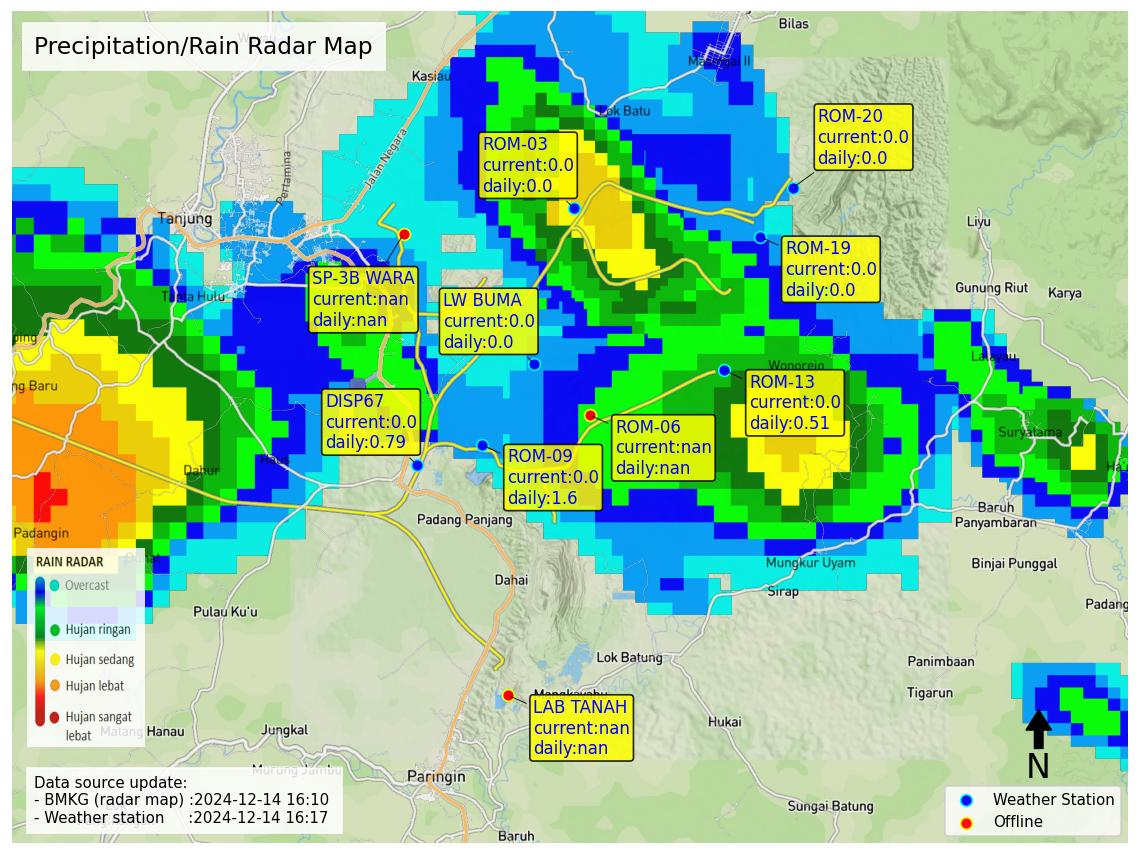 Precipitation/Rain Radar Map
Bilas
Kasiau
Lok Batu
Jalan Negara
Pertamina
Tanjung
ROM-20
current:0.0
daily:0.0
ROM-03
current:0.0
daily:0.0
ROM-19
current:0.0
daily:0.0
SP-3B WARA
current:nan
daily:nan
LW BUMA
current:0.0
daily:0.0
Liyu
Gunung Riut
Karya
Lalayau
Wonorejo
ROM-13
current:0.0
daily:0.51
DISP67
current:0.0
daily:0.79
ROM-06
current:nan
daily:nan
ROM-09
current:0.0
daily:1.6
Suryatama
Dahur
Haus
Padangin
Padang Panjang
Baruh
Panyambaran
Binjai Punggal
Mungkur Uyam
Sirap
Dahai
Padang
Pulau Ku'u
RAIN RADAR
Overcast
Hujan ringan
Hujan sedang
Hujan lebat
Hujan sangat
lebat
Lok Batung
Panimbaan
Tigarun
LAB TANAH
current:nan
daily:nan
Hukai
Matang Hanau
Jungkal
Murung Jambu
Paringin
Sungai Batung
Baruh
N
Data source update:
- BMKG (radar map) :2024-12-14 16:10
- Weather station :2024-12-14 16:17
Weather Station
Offline